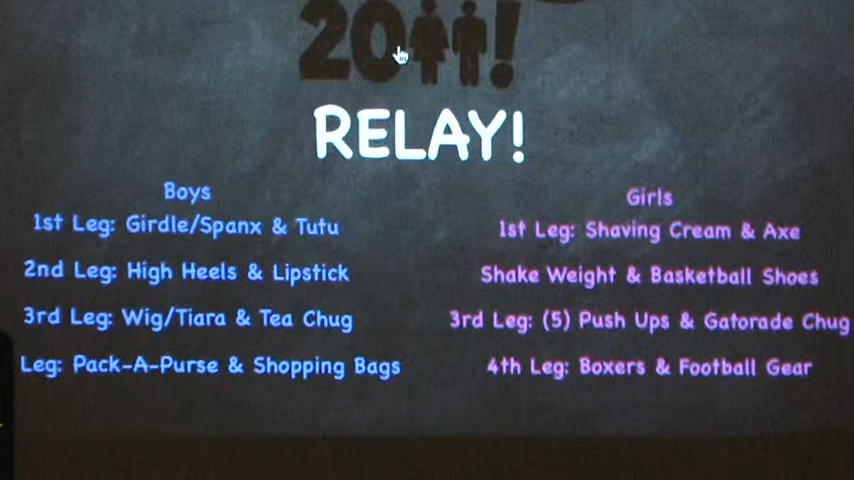 2011!
RELAY!
Boys
1st Leg: Girdle/Spanx & Tutu
2nd Leg: High Heels & Lipstick
3rd Leg: Wig/Tiara & Tea Chug
Leg: Pack-A-Purse & Shopping Bags
Girls
1st Leg: Shaving Cream & Axe
Shake Weight & Basketball Shoes
3rd Leg: (5) Push Ups & Gatorade Chug
4th Leg: Boxers & Football Gear